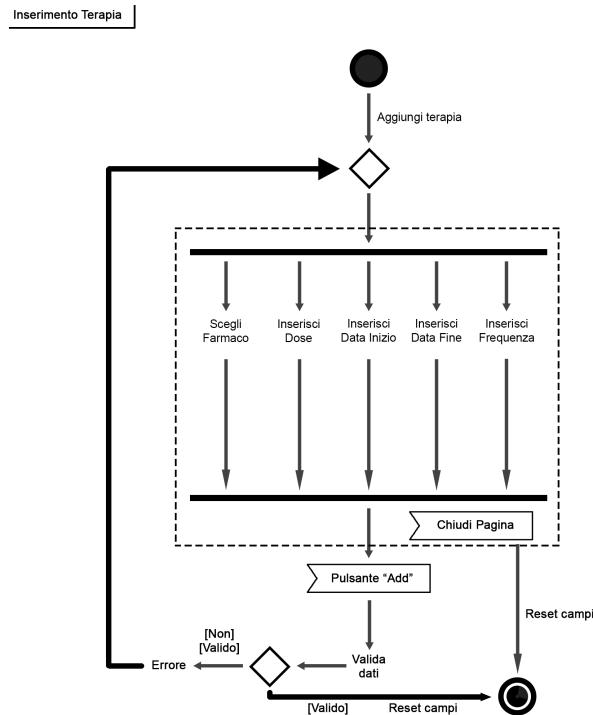 Inserimento Terapia
Aggiungi terapia
Scegli Farmaco
Inserisci Dose
Inserisci Data Inizio
Inserisci Data Fine
Inserisci Frequenza
Chiudi Pagina
Pulsante “Add”
Reset campi
[Non]
[Valido]
Errore
Valida
dati
[Valido]
Reset campi